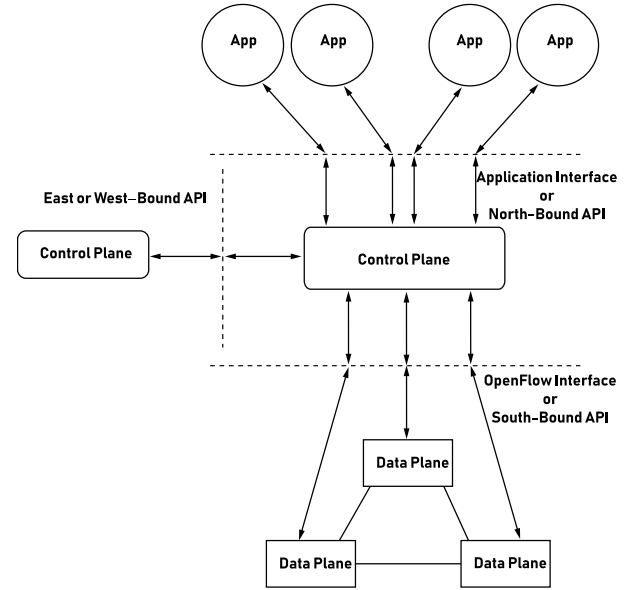 App
App
App
App
East or West-Bound API
Application Interface
or
North-Bound API
Control Plane
Control Plane
OpenFlow Interface
or
South-Bound API
Data Plane
Data Plane
Data Plane